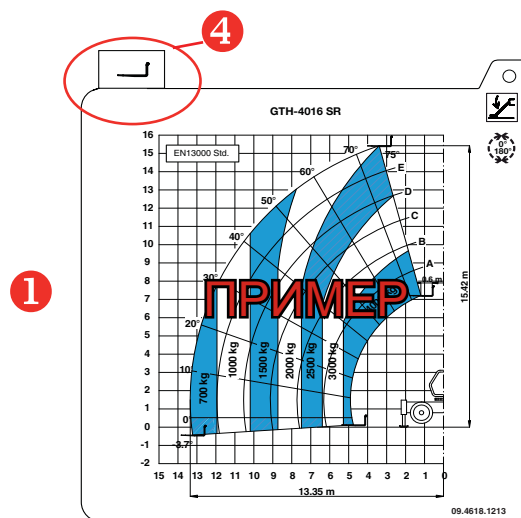 4
GTH-4016 SR
0°
180°
EN13000 Std.
16
15
14
13
12
11
10
9
8
7
6
5
4
3
2
1
0
-1
-2
75°
70°
60°
50°
40°
30°
20°
10
0
-3.7°
E
D
C
B
A
0.6 m
15.42 m
1
ПРИМЕР
700 kg
1000 kg
1500 kg
2000 kg
2500 kg
3000 kg
15 14 13 12 11 10 9 8 7 6 5 4 3 2 1 0
13.35 m
09.4618.1213